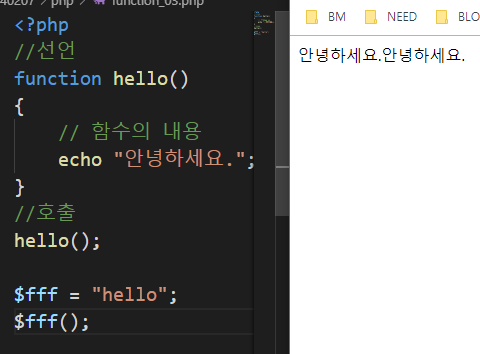 40207 > php > function_03.php
<?php
//선언
function hello()
{
// 함수의 내용
echo "안녕하세요.";
}
//호출
hello();
$fff = "hello";
$fff();
BM NEED BLO
안녕하세요.안녕하세요.